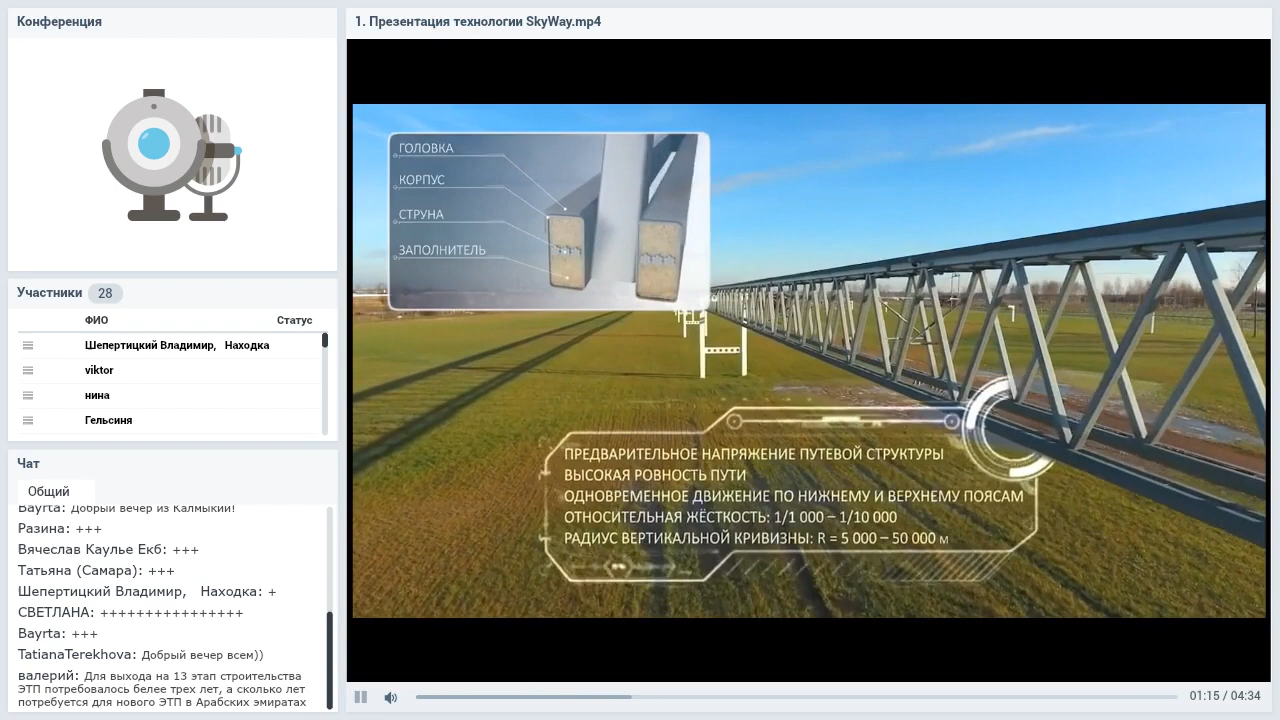 Конференция
1. Презентация технологии SkyWay.mp4
ГОЛОВКА
КОРПУС
СТРУНА
ЗАПОЛНИТЕЛЬ
ПРЕДВАРИТЕЛЬНОЕ НАПРЯЖЕНИЕ ПУТЕВОЙ СТРУКТУРЫ
ВЫСОКАЯ РОВНОСТЬ ПУТИ
ОДНОВРЕМЕННОЕ ДВИЖЕНИЕ ПО НИЖНЕМУ И ВЕРХНЕМУ ПОЯСАМ
ОТНОСИТЕЛЬНАЯ ЖЁСТКОСТЬ: 1/1 000 – 1/10 000
РАДИУС ВЕРТИКАЛЬНОЙ КРИВИЗНЫ: R = 5 000 – 50 000 м
01:15 / 04:34
Участники 28
ФИО Статус
Шепертицкий Владимир, Находка
viktor
нина
Гельсиня
Чат
Общий
Bayrta: Добрый вечер из Калмыкии!
Разина: +++
Вячеслав Каулье Екб: +++
Татьяна (Самара): +++
Шепертицкий Владимир, Находка: +
СВЕТЛАНА: ++++++++++++++++
Bayrta: +++
TatianaTerekhova: Добрый вечер всем))
валерий: Для выхода на 13 этап строительства
ЭТП потребовалось белее трех лет, а сколько лет
потребуется для нового ЭТП в Арабских эмиратах